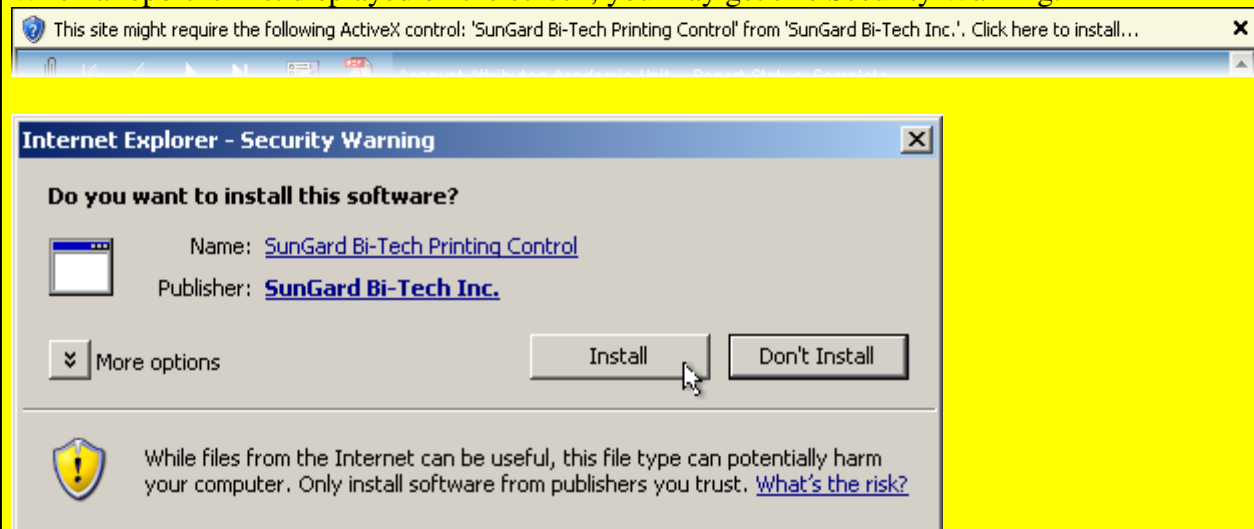 This site might require the following ActiveX control: 'SunGard Bi-Tech Printing Control' from 'SunGard Bi-Tech Inc.'. Click here to install...
Internet Explorer - Security Warning
Do you want to install this software?
Name: SunGard Bi-Tech Printing Control
Publisher: SunGard Bi-Tech Inc.
More options Install Don't Install
While files from the Internet can be useful, this file type can potentially harm
your computer. Only install software from publishers you trust. What's the risk?